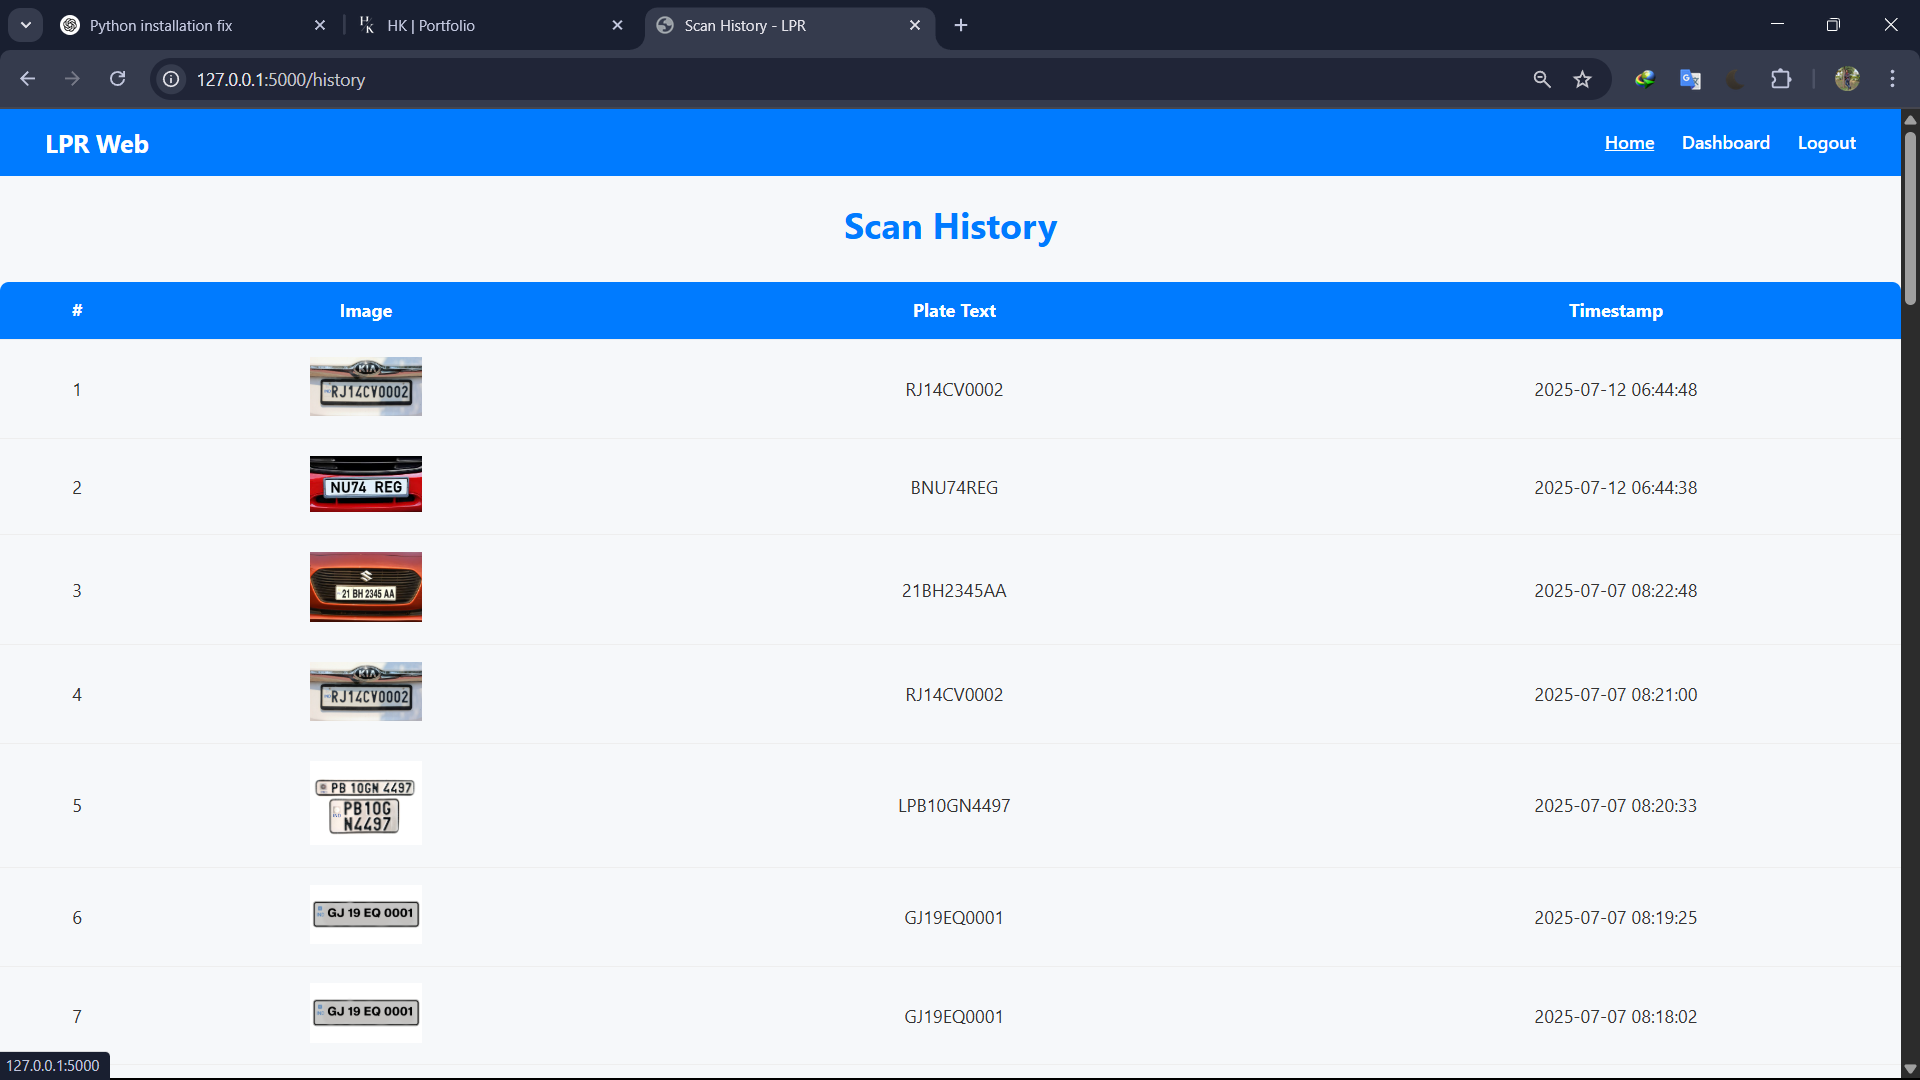 Python installation fix
HK | Portfolio
Scan History - LPR
127.0.0.1:5000/history
LPR Web
Home Dashboard Logout
Scan History
# Image Plate Text Timestamp
1 KIA RJ14CV0002 RJ14CV0002 2025-07-12 06:44:48
2 NU74 REG BNU74REG 2025-07-12 06:44:38
3 21 BH 2345 AA 21BH2345AA 2025-07-07 08:22:48
4 KIA RJ14CV0002 RJ14CV0002 2025-07-07 08:21:00
PB 10GN 4497
5 PB10G LPB10GN4497 2025-07-07 08:20:33
N4497
6 GJ 19 EQ 0001 GJ19EQ0001 2025-07-07 08:19:25
7 GJ 19 EQ 0001 GJ19EQ0001 2025-07-07 08:18:02
127.0.0.1:5000